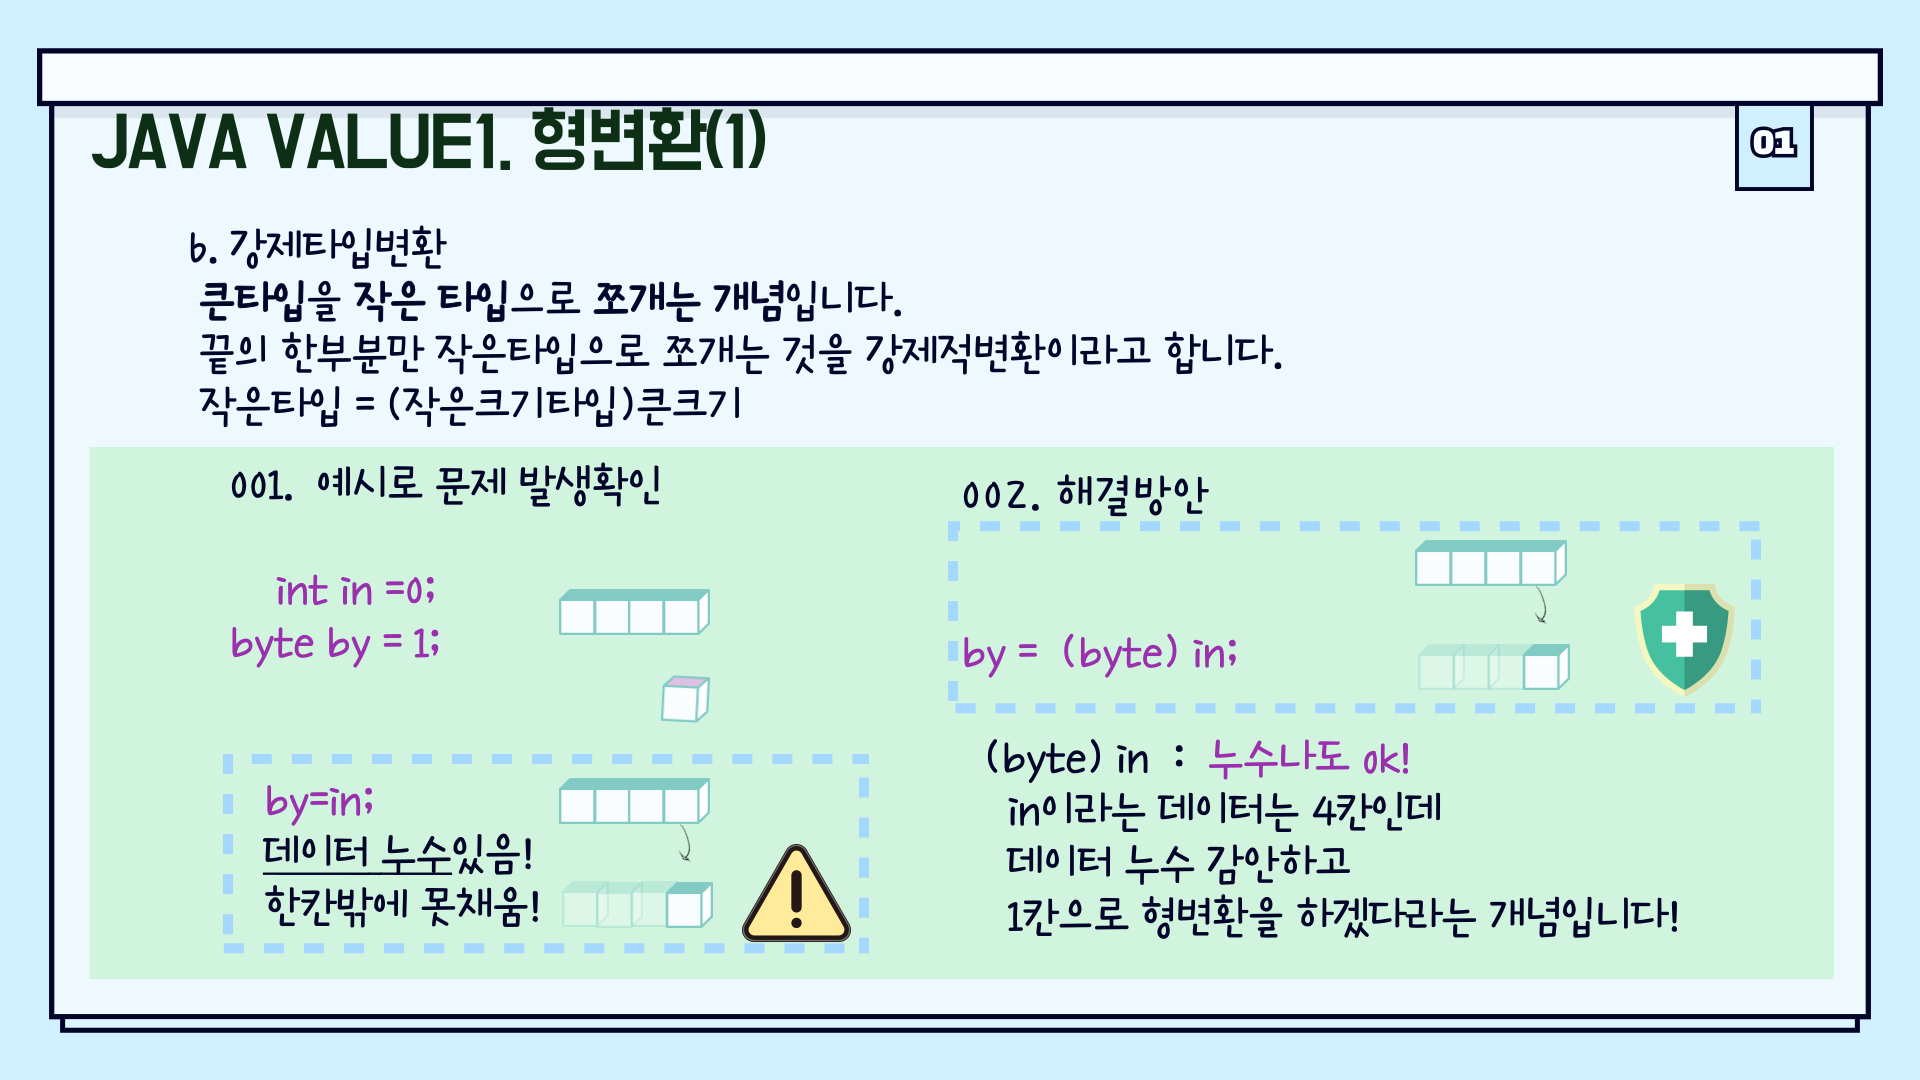 JAVA VALUE1. 형변환(1)
01
b. 강제타입변환
큰타입을 작은 타입으로 쪼개는 개념입니다.
끝의 한부분만 작은타입으로 쪼개는 것을 강제적변환이라고 합니다.
작은타입 = (작은크기타입)큰크기
001. 예시로 문제 발생확인
int in =0;
byte by = 1;
by=in;
데이터 누수있음!
한칸밖에 못채움!
002. 해결방안
by = (byte) in;
(byte) in : 누수나도 ok!
in이라는 데이터는 4칸인데
데이터 누수 감안하고
1칸으로 형변환을 하겠다라는 개념입니다!